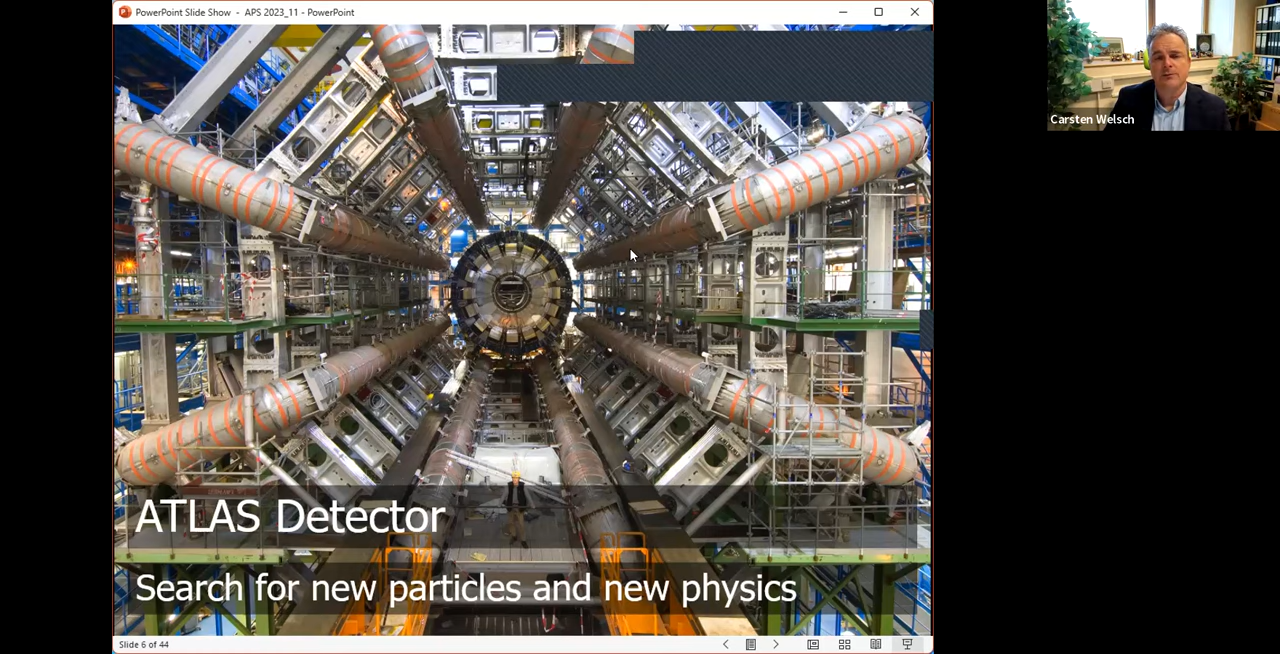 PowerPoint Slide Show - APS 2023_11 - PowerPoint
Carsten Welsch
ATLAS Detector
Search for new particles and new physics
Slide 6 of 44